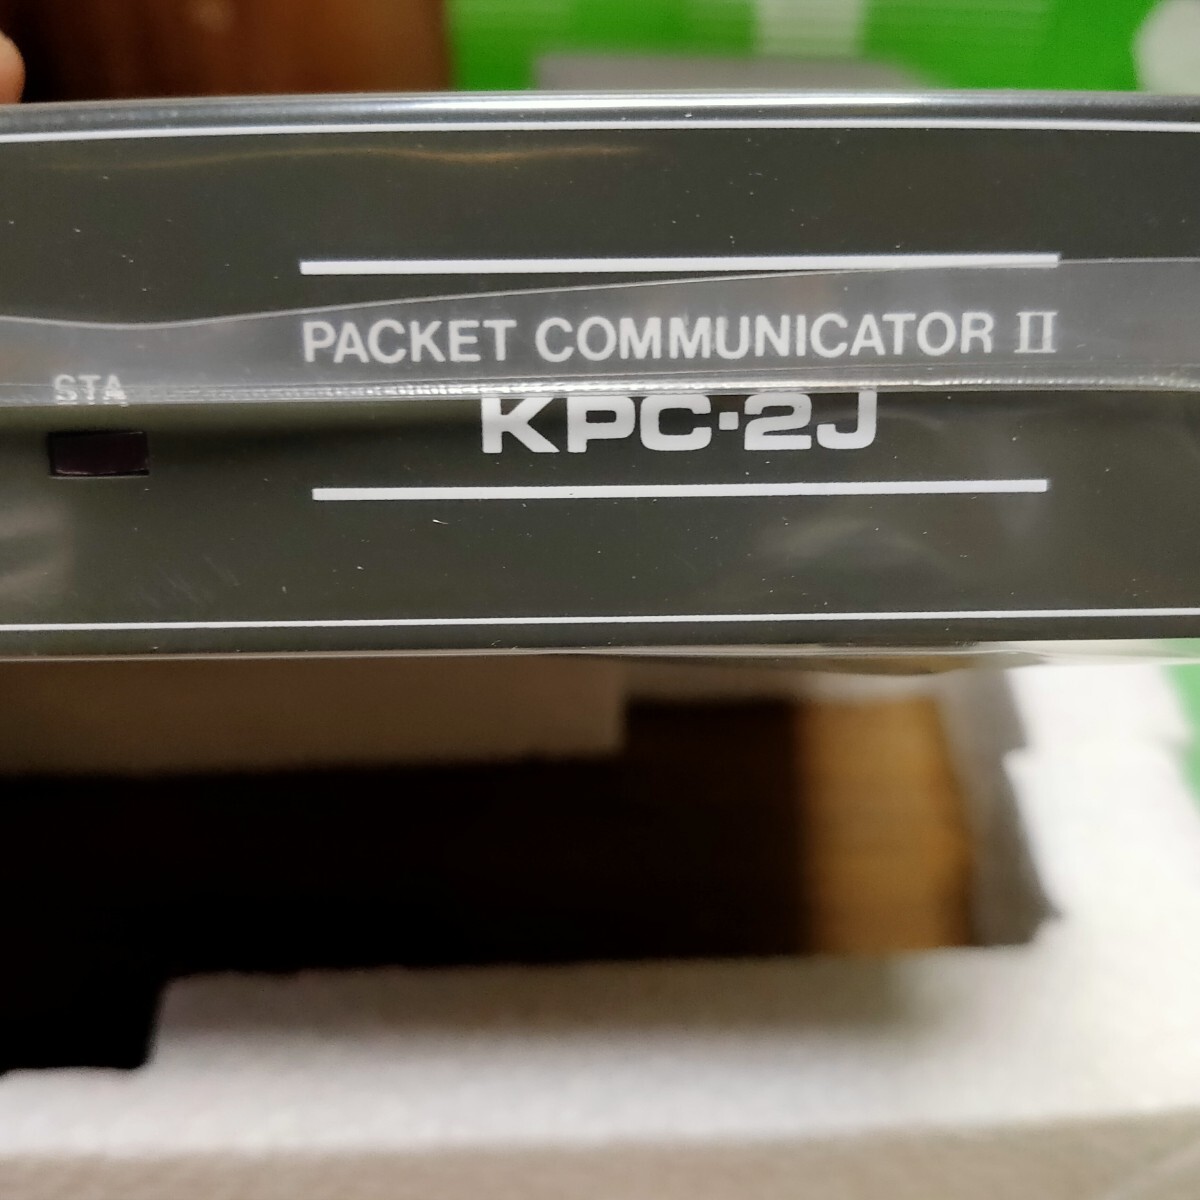 PACKET COMMUNICATOR II
STA
KPC-2J